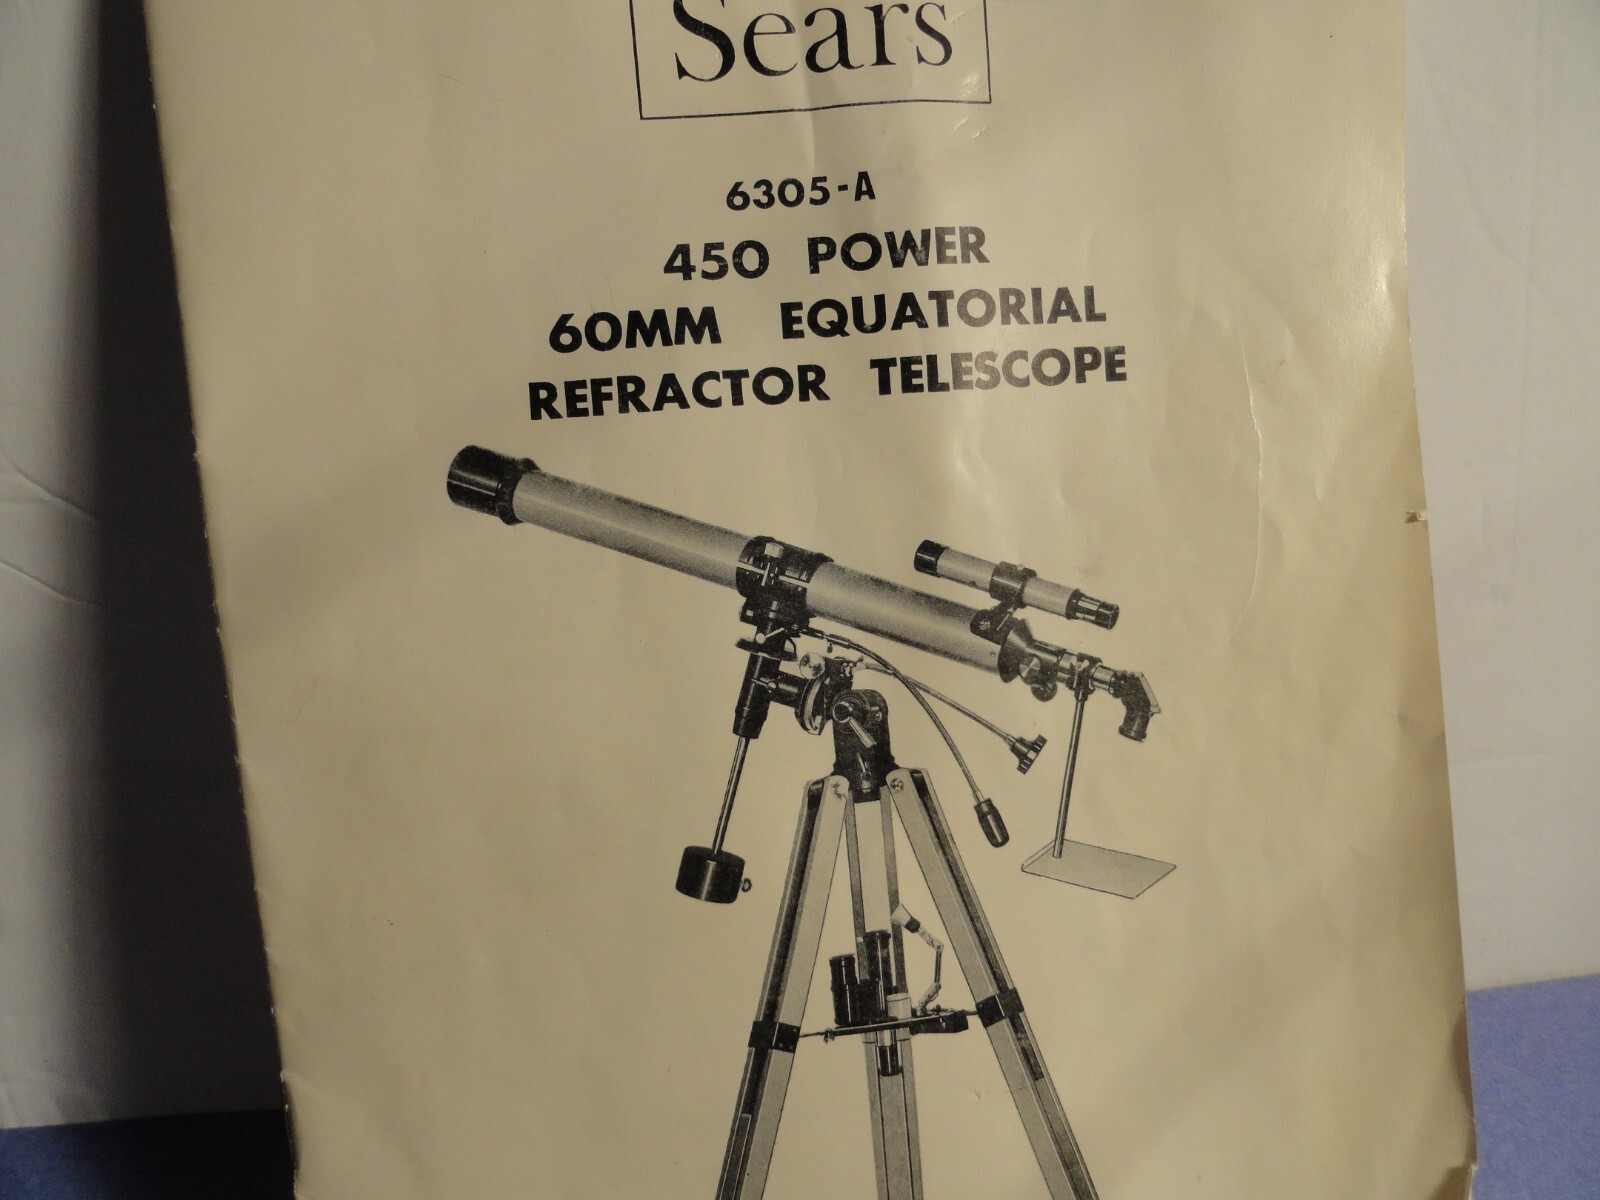 Sears
6305-A
450 POWER
60MM EQUATORIAL
REFRACTOR TELESCOPE